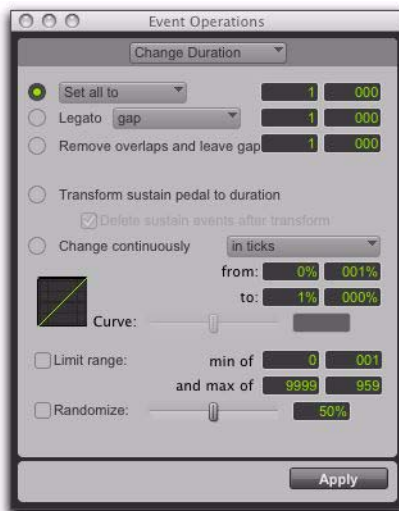 Event Operations
Change Duration
Set all to 1 000
Legato gap 1 000
Remove overlaps and leave gap 1 000
Transform sustain pedal to duration
Delete sustain events after transform
Change continuously in ticks
from: 0% 001%
to: 1% 000%
Curve:
Limit range: min of 0 001
and max of 9999 959
Randomize: 50%
Apply